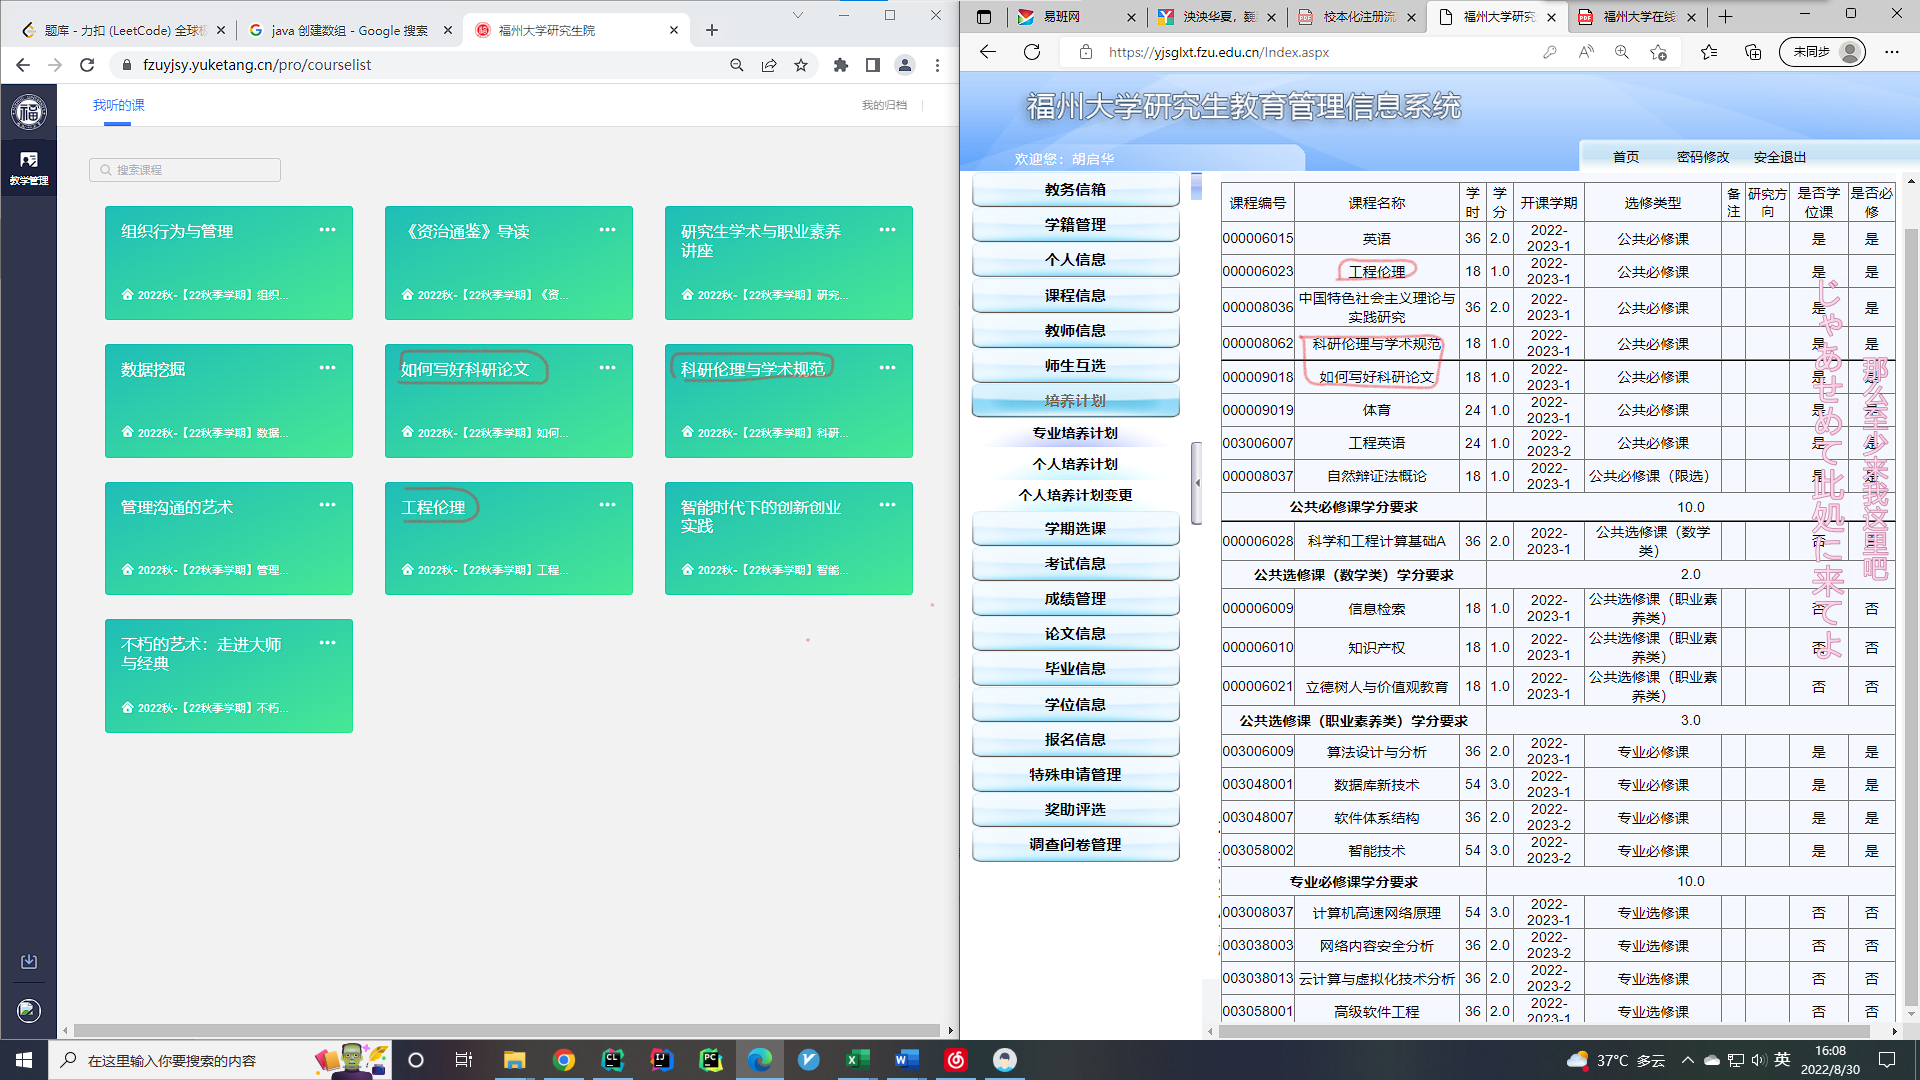 题库 - 力扣 (LeetCode) 全球极
java 创建数组 - Google 搜索
福州大学研究生院
fzuyjsy.yuketang.cn/pro/courselist
我听的课
我的归档
教学管理
搜索课程
组织行为与管理
2022秋-【22秋季学期】组织...
《资治通鉴》导读
2022秋-【22秋季学期】《资...
研究生学术与职业素养
讲座
2022秋-【22秋季学期】研究...
数据挖掘
2022秋-【22秋季学期】数据...
如何写好科研论文
2022秋-【22秋季学期】如何...
科研伦理与学术规范
2022秋-【22秋季学期】科研...
管理沟通的艺术
2022秋-【22秋季学期】管理...
工程伦理
2022秋-【22秋季学期】工程...
智能时代下的创新创业
实践
2022秋-【22秋季学期】智能...
不朽的艺术：走进大师
与经典
2022秋-【22秋季学期】不朽...
易班网
泱泱华夏，巍
校本化注册流
福州大学研究
福州大学在线
https://yjsglxt.fzu.edu.cn/Index.aspx
未同步
福州大学研究生教育管理信息系统
欢迎您：胡启华
首页 密码修改 安全退出
教务信箱
学籍管理
个人信息
课程信息
教师信息
师生互选
培养计划
专业培养计划
个人培养计划
个人培养计划变更
学期选课
考试信息
成绩管理
论文信息
毕业信息
学位信息
报名信息
特殊申请管理
奖助评选
调查问卷管理
课程编号 课程名称 学时 学分 开课学期 选修类型 备注 研究方向 是否学位课 是否必修
000006015 英语 36 2.0 2022-2023-1 公共必修课 是 是
000006023 工程伦理 18 1.0 2022-2023-1 公共必修课 是 是
000008036 中国特色社会主义理论与实践研究 36 2.0 2022-2023-1 公共必修课 是 是
000008062 科研伦理与学术规范 18 1.0 2022-2023-1 公共必修课 是 是
000009018 如何写好科研论文 18 1.0 2022-2023-1 公共必修课 是 是
000009019 体育 24 1.0 2022-2023-1 公共必修课 是 是
003006007 工程英语 24 1.0 2022-2023-2 公共必修课 是 是
000008037 自然辩证法概论 18 1.0 2022-2023-1 公共必修课（限选） 是 是
公共必修课学分要求 10.0
000006028 科学和工程计算基础A 36 2.0 2022-2023-1 公共选修课（数学类） 否
公共选修课（数学类）学分要求 2.0
000006009 信息检索 18 1.0 2022-2023-1 公共选修课（职业素养类） 否 否
000006010 知识产权 18 1.0 2022-2023-1 公共选修课（职业素养类） 否 否
000006021 立德树人与价值观教育 18 1.0 2022-2023-1 公共选修课（职业素养类） 否 否
公共选修课（职业素养类）学分要求 3.0
003006009 算法设计与分析 36 2.0 2022-2023-1 专业必修课 是 是
003048001 数据库新技术 54 3.0 2022-2023-1 专业必修课 是 是
003048007 软件体系结构 36 2.0 2022-2023-2 专业必修课 是 是
003058002 智能技术 54 3.0 2022-2023-2 专业必修课 是 是
专业必修课学分要求 10.0
003008037 计算机高速网络原理 54 3.0 2022-2023-1 专业选修课 否 否
003038003 网络内容安全分析 36 2.0 2022-2023-2 专业选修课 否 否
003038013 云计算与虚拟化技术分析 36 2.0 2022-2023-2 专业选修课 否 否
003058001 高级软件工程 36 2.0 2022-2023-1 专业选修课 否 否
じゃあせめて此処に来てよ
那么至少来我这里吧
在这里输入你要搜索的内容
37°C 多云
英
16:08
2022/8/30